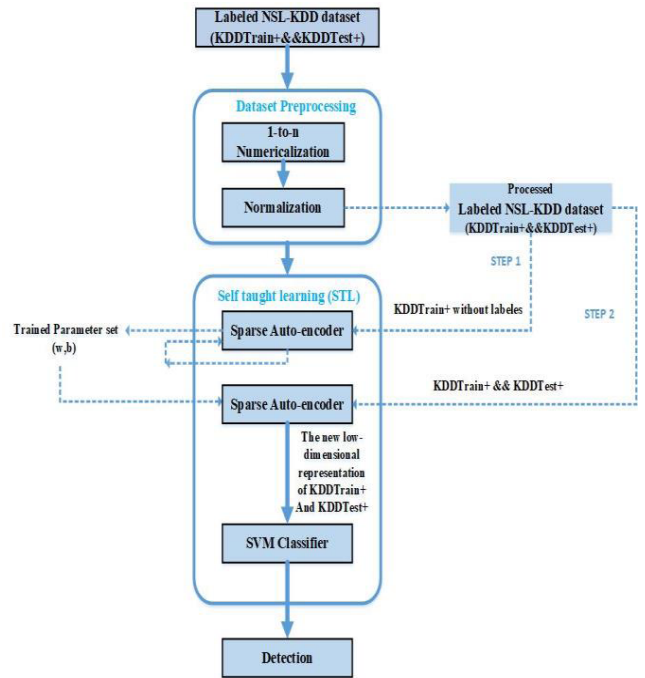 Labeled NSL-KDD dataset
(KDDTrain+&&KDDTest+)
Dataset Preprocessing
1-to-n
Numericalization
Normalization
Processed
Labeled NSL-KDD dataset
(KDDTrain+&&KDDTest+)
STEP 1
STEP 2
Self taught learning (STL)
KDDTrain+ without labeles
Sparse Auto-encoder
Trained Parameter set
(w,b)
KDDTrain+ && KDDTest+
Sparse Auto-encoder
The new low-
dimensional
representation
of KDDTrain+
And KDDTest+
SVM Classifier
Detection